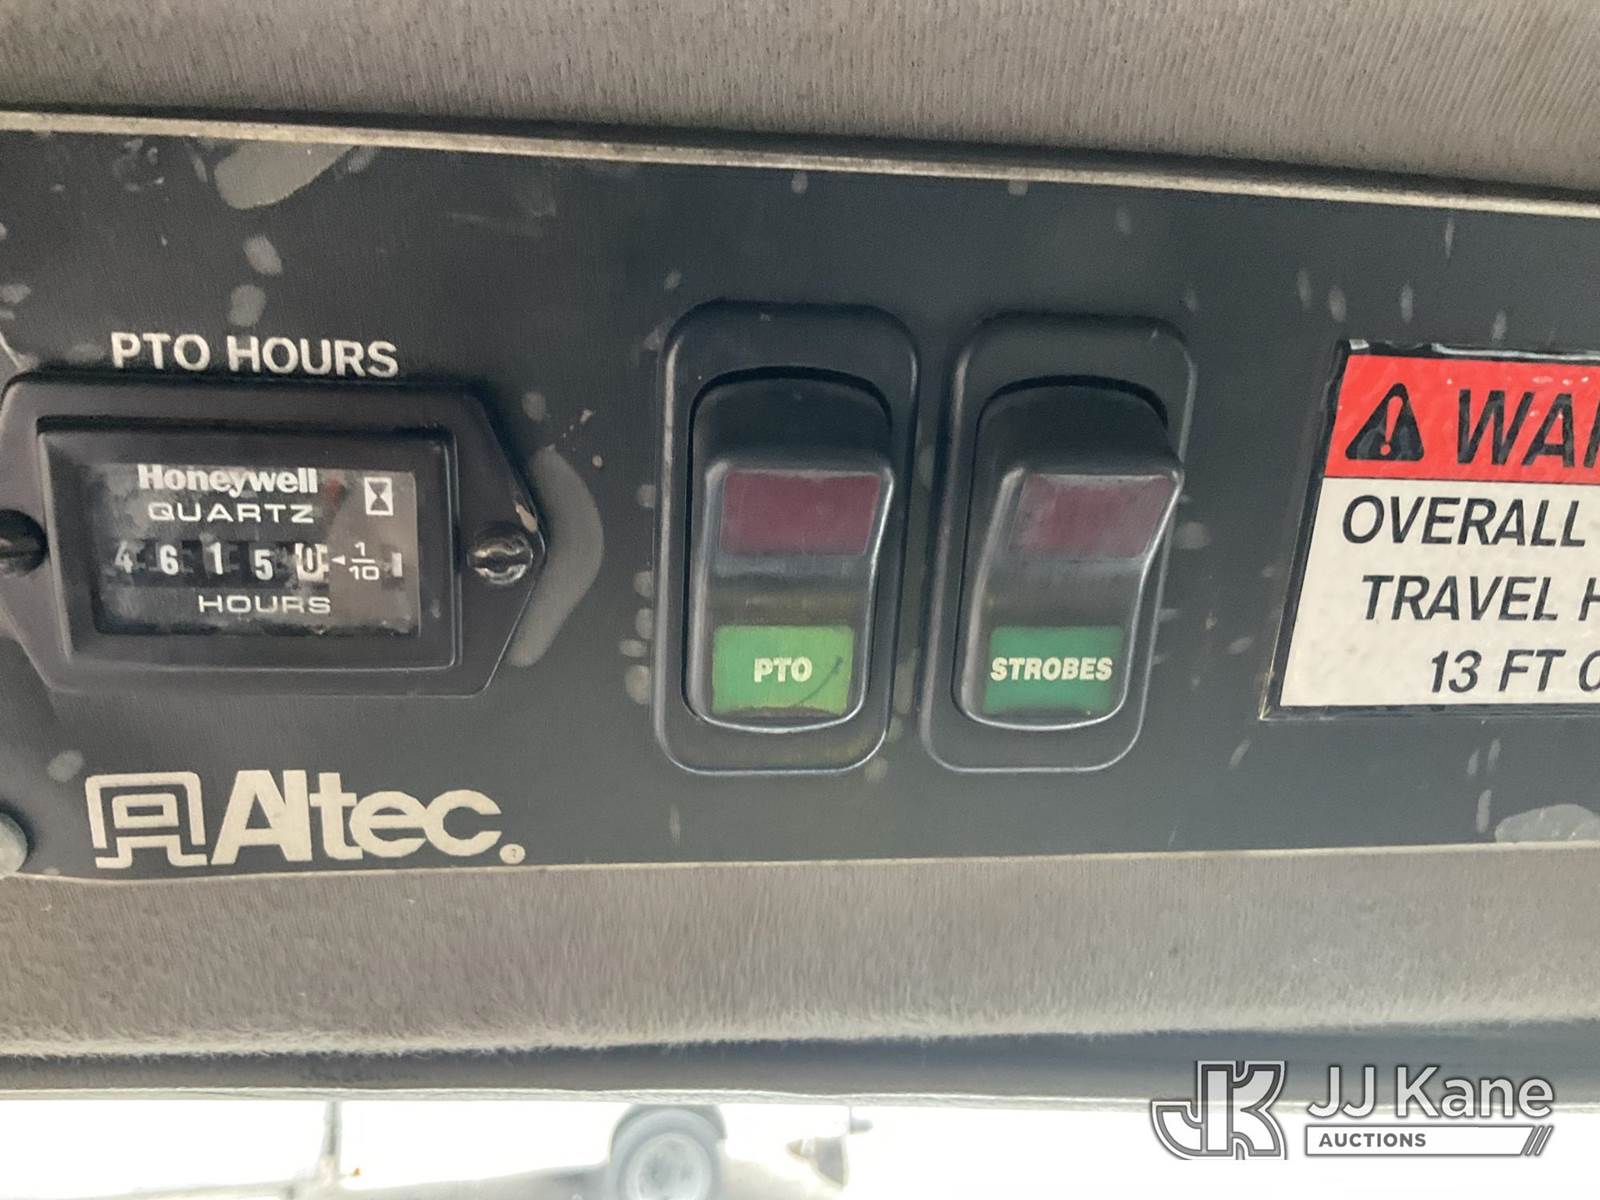 PTO HOURS
Honeywell
QUARTZ
4 6 1 5 0 1/10
HOURS
Altec
PTO
STROBES
OVERALL
TRAVEL
13 FT
JK JJ Kane
AUCTIONS